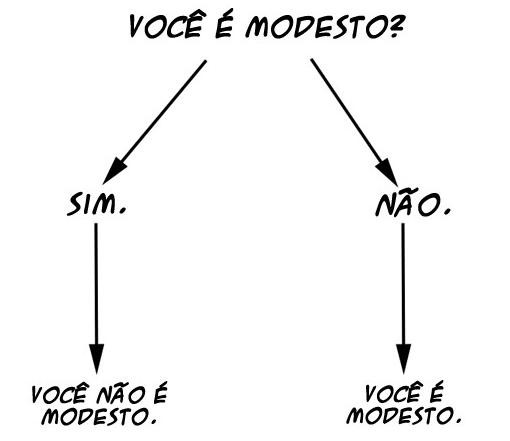 VOCÊ É MODESTO?
SIM.
NÃO.
VOCÊ NÃO É
MODESTO.
VOCÊ É
MODESTO.